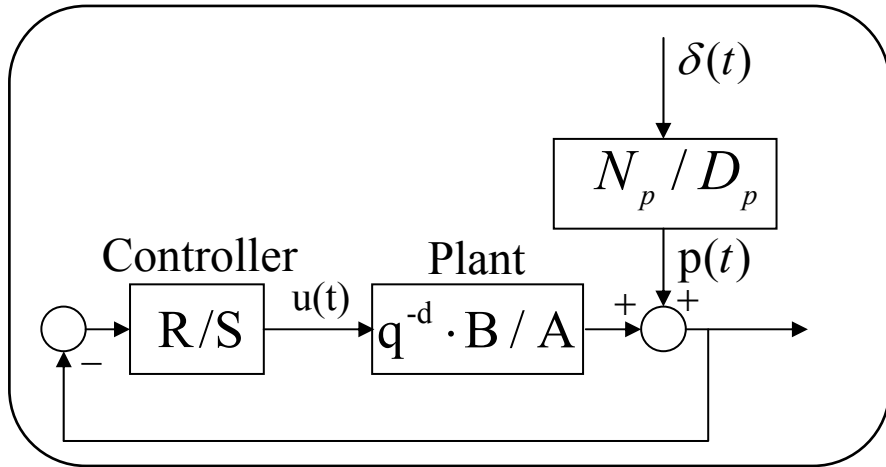 δ(t)
N_p / D_p
Controller
Plant
p(t)
u(t)
+
+
R/S
q^{-d} · B / A
−